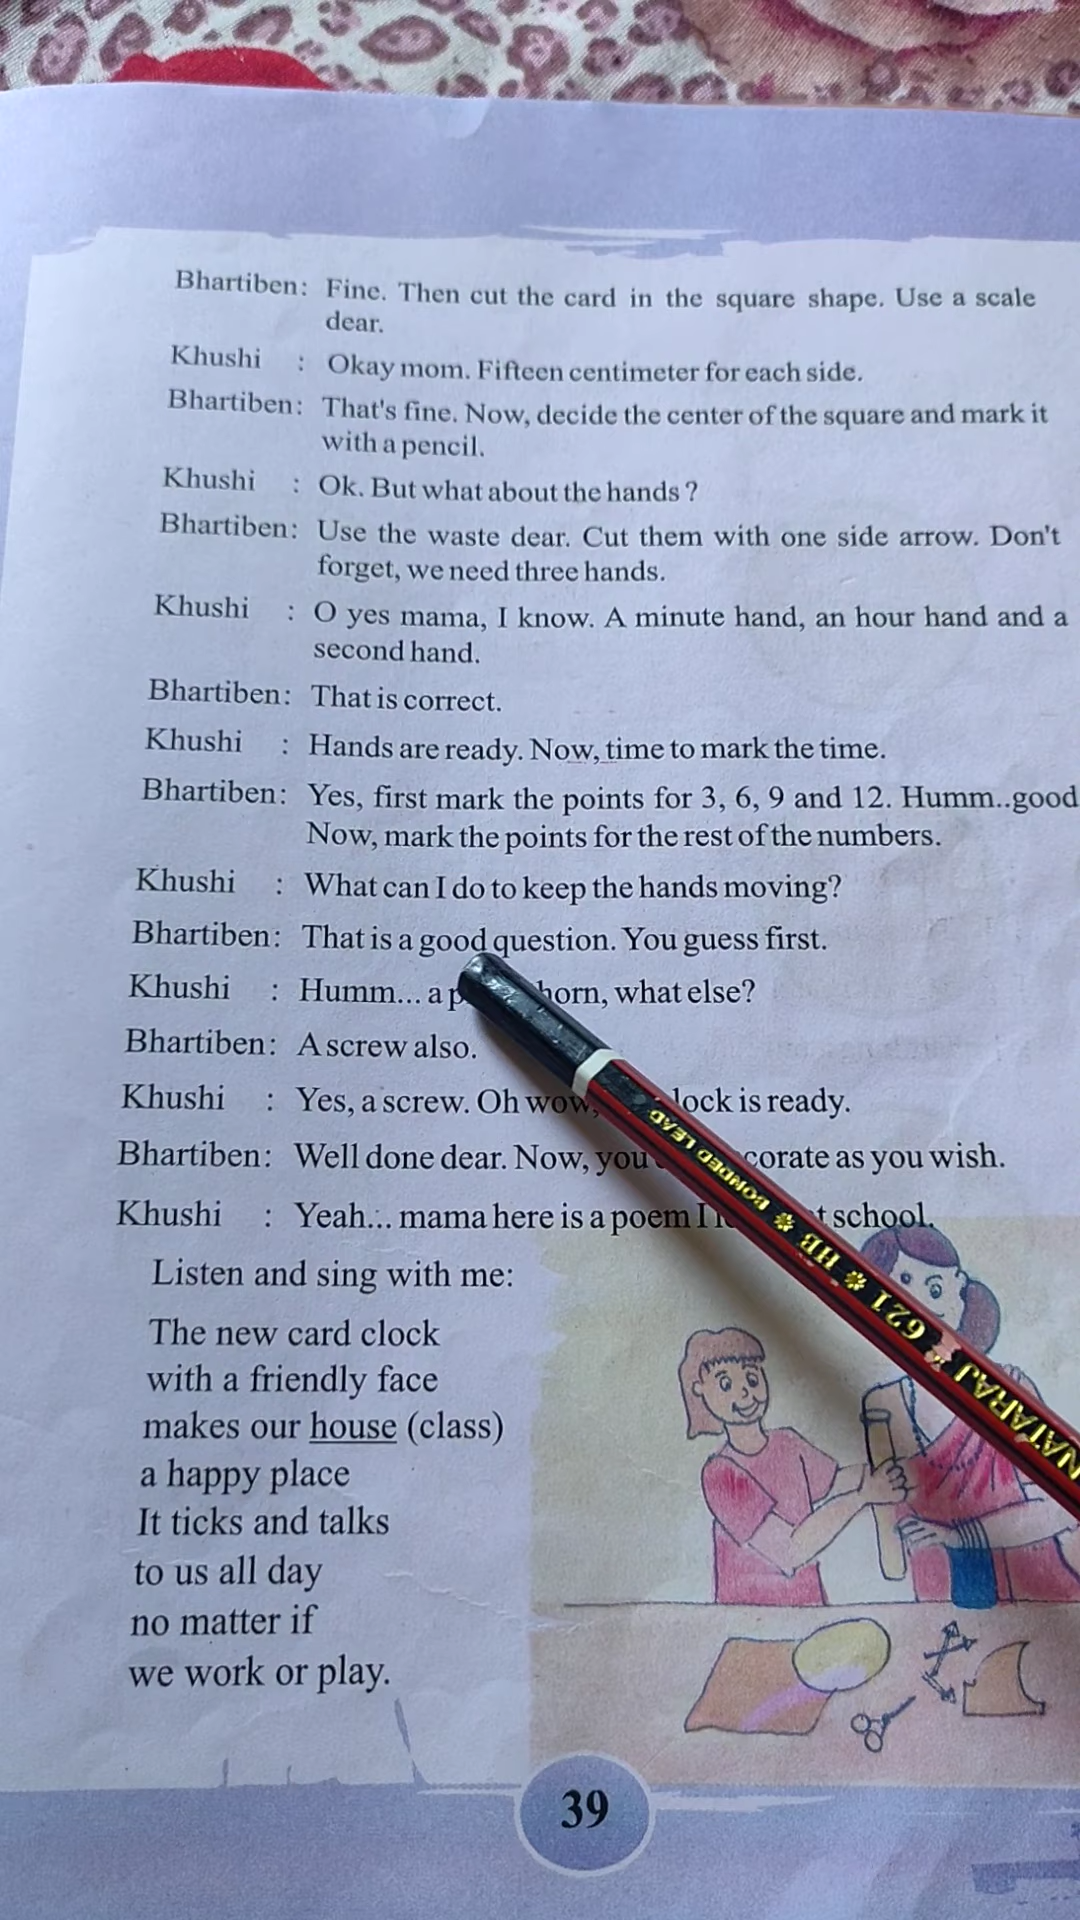 Bhartiben: Fine. Then cut the card in the square shape. Use a scale
dear.
Khushi : Okay mom. Fifteen centimeter for each side.
Bhartiben: That's fine. Now, decide the center of the square and mark it
with a pencil.
Khushi : Ok. But what about the hands ?
Bhartiben: Use the waste dear. Cut them with one side arrow. Don't
forget, we need three hands.
Khushi : O yes mama, I know. A minute hand, an hour hand and a
second hand.
Bhartiben: That is correct.
Khushi : Hands are ready. Now, time to mark the time.
Bhartiben: Yes, first mark the points for 3, 6, 9 and 12. Humm..good
Now, mark the points for the rest of the numbers.
Khushi : What can I do to keep the hands moving?
Bhartiben: That is a good question. You guess first.
Khushi : Humm... a horn, what else?
Bhartiben: A screw also.
Khushi : Yes, a screw. Oh wow, lock is ready.
Bhartiben: Well done dear. Now, you corate as you wish.
Khushi : Yeah... mama here is a poem I school.
Listen and sing with me:
The new card clock
with a friendly face
makes our house (class)
a happy place
It ticks and talks
to us all day
no matter if
we work or play.
NATARAJ 621 HB BONDED LEAD
39